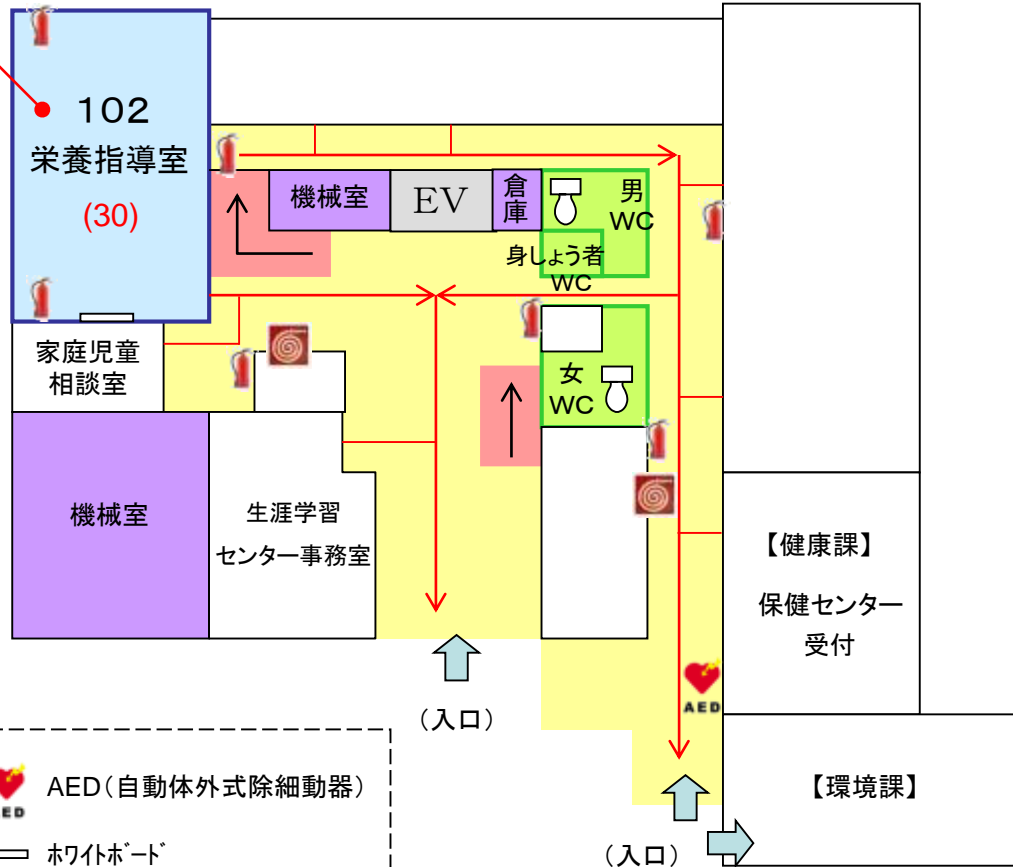 102
栄養指導室
(30)
機械室
EV
倉
庫
男
WC
身しょう者
WC
家庭児童
相談室
女
WC
機械室
生涯学習
センター事務室
【健康課】
保健センター
受付
AED
(入口)
【環境課】
(入口)
AED(自動体外式除細動器)
ED
ﾎﾜｲﾄﾎﾞｰﾄﾞ